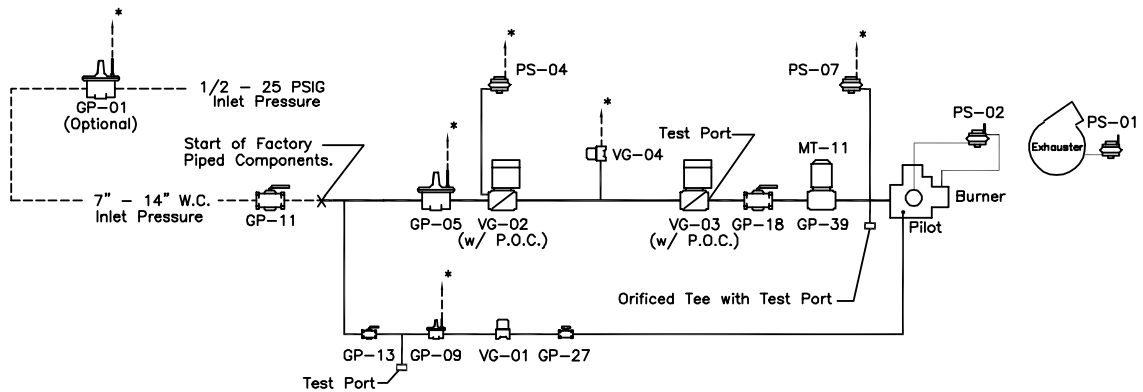 *
GP-01
(Optional)
1/2 - 25 PSIG
Inlet Pressure
7" - 14" W.C.
Inlet Pressure
GP-11
Start of Factory
Piped Components.
*
GP-05
*
PS-04
VG-02
(w/ P.O.C.)
*
VG-04
Test Port
VG-03
(w/ P.O.C.)
GP-18
MT-11
GP-39
*
PS-07
Orificed Tee with Test Port
PS-02
Burner
Pilot
Exhauster
PS-01
GP-13
Test Port
*
GP-09
VG-01
GP-27